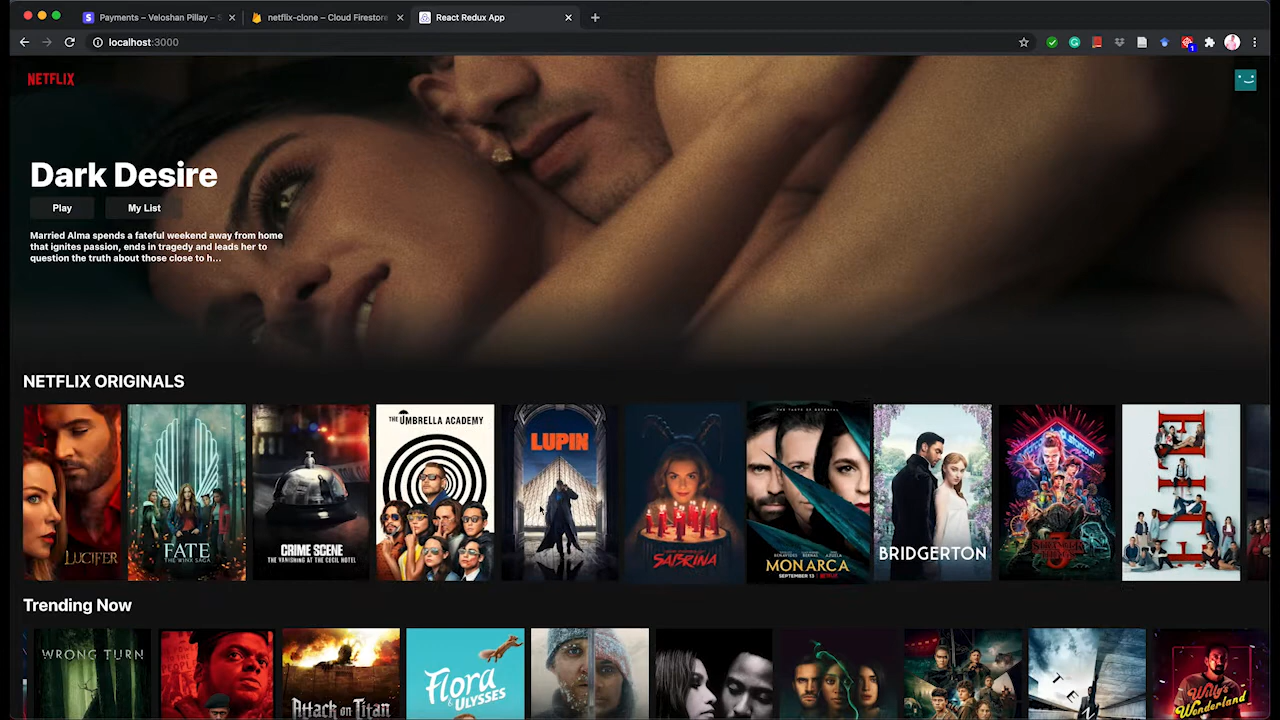 Payments – Veloshan Pillay – S
netflix-clone – Cloud Firestore
React Redux App
localhost:3000
NETFLIX
Dark Desire
Play
My List
Married Alma spends a fateful weekend away from home
that ignites passion, ends in tragedy and leads her to
question the truth about those close to h...
NETFLIX ORIGINALS
LUCIFER
FATE
THE WINX SAGA
CRIME SCENE
THE VANISHING AT THE CECIL HOTEL
THE UMBRELLA ACADEMY
LUPIN
SABRINA
MONARCA
SEPTEMBER 13
NETFLIX
BRIDGERTON
3
ELITE
Trending Now
WRONG TURN
Attack on Titan
Flora
& ULYSSES
TE
Willy's
Wonderland